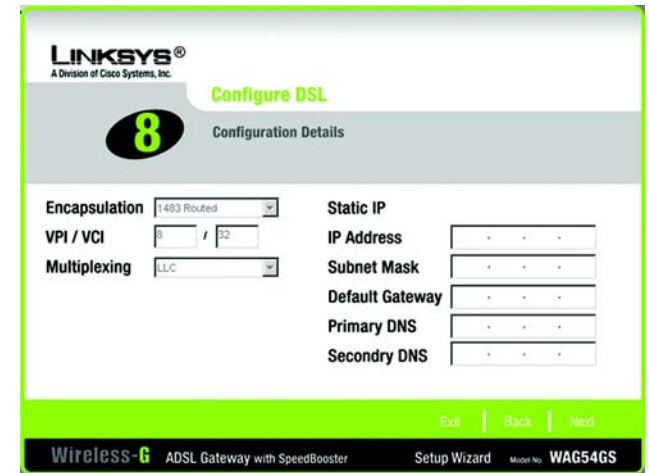 LINKSYS®
A Division of Cisco Systems, Inc.
Configure DSL
8
Configuration Details
Encapsulation 1483 Routed
VPI / VCI 8 / 32
Multiplexing LLC
Static IP
IP Address . . .
Subnet Mask . . .
Default Gateway . . .
Primary DNS . . .
Secondry DNS . . .
Exit | Back | Next
Wireless-G ADSL Gateway with SpeedBooster Setup Wizard Model No. WAG54GS